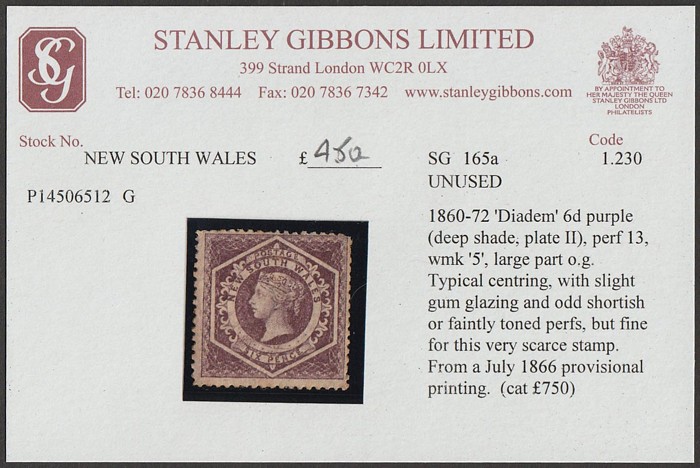 SG
STANLEY GIBBONS LIMITED
399 Strand London WC2R 0LX
Tel: 020 7836 8444 Fax: 020 7836 7342 www.stanleygibbons.com
BY APPOINTMENT TO
HER MAJESTY THE QUEEN
STANLEY GIBBONS LTD
LONDON
PHILATELISTS
Stock No.
Code
NEW SOUTH WALES £ 450 SG 165a 1.230
UNUSED
P14506512 G
1860-72 'Diadem' 6d purple
(deep shade, plate II), perf 13,
wmk '5', large part o.g.
Typical centring, with slight
gum glazing and odd shortish
or faintly toned perfs, but fine
for this very scarce stamp.
From a July 1866 provisional
printing. (cat £750)
POSTAGE
NEW SOUTH WALES
SIX PENCE